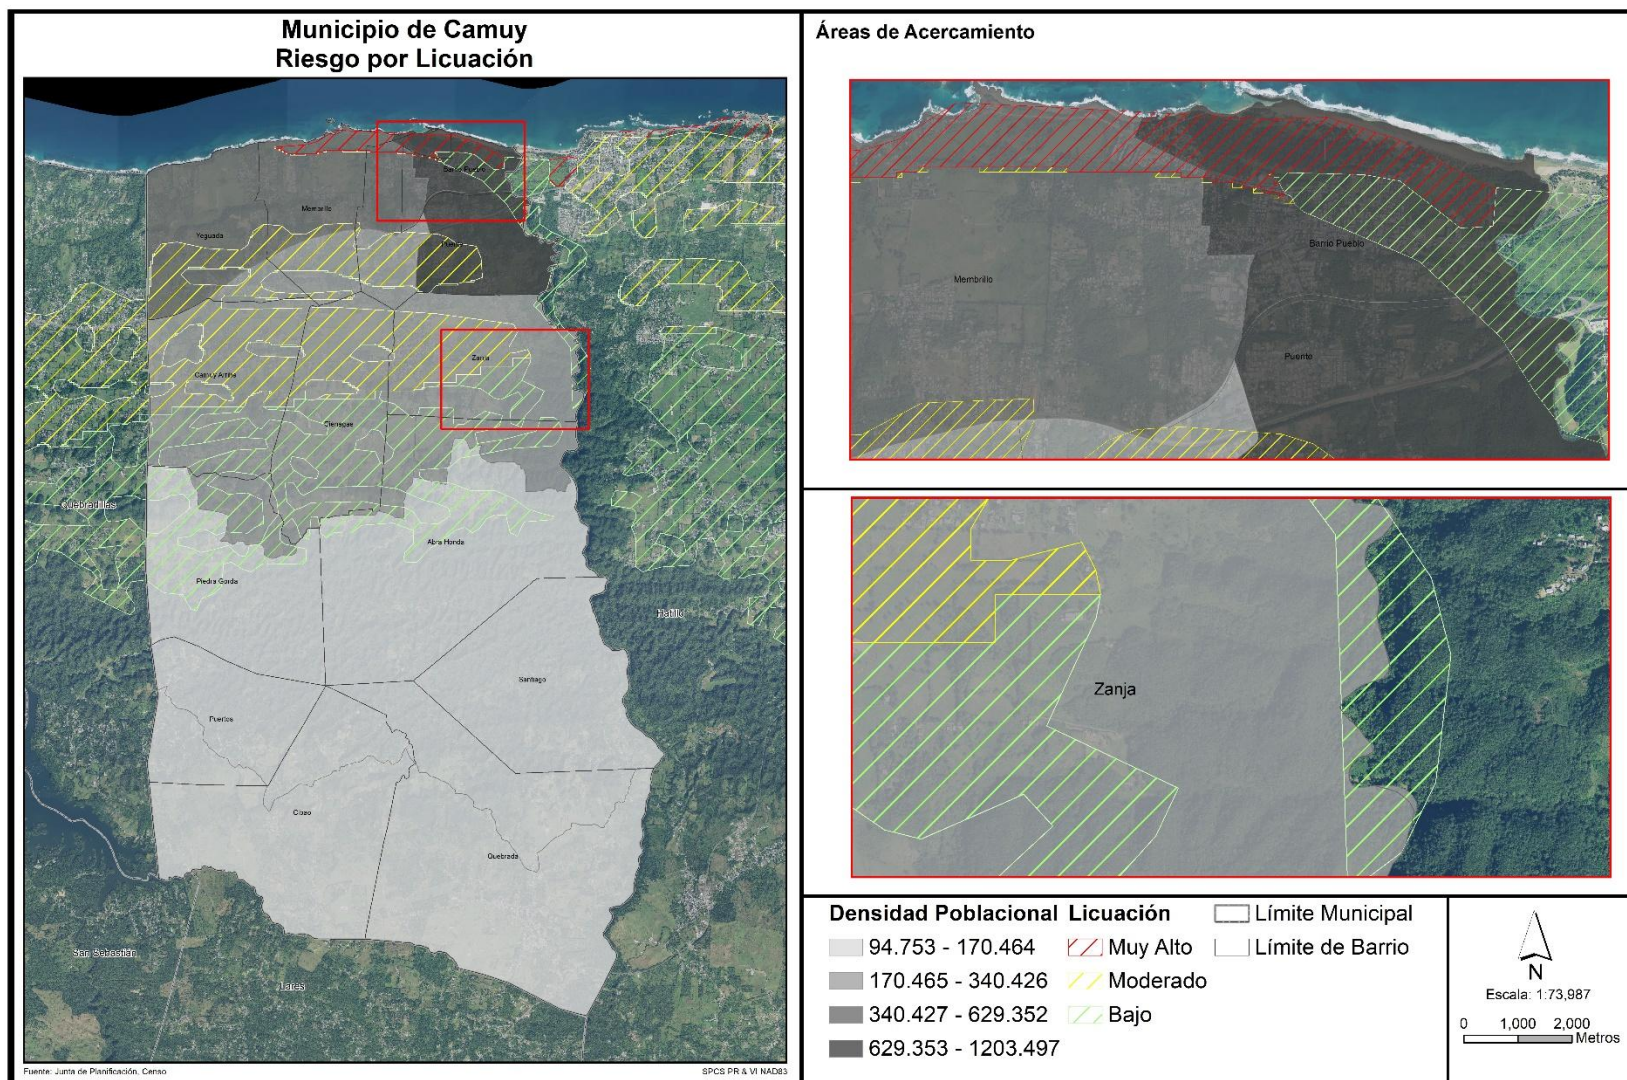 Municipio de Camuy
Riesgo por Licuación
Barrio Pueblo
Membrillo
Yeguada
Puente
Zanja
Camuy Arriba
Cienagas
Quebradillas
Abra Honda
Piedra Gorda
Hatillo
Santiago
Puertos
Cibao
Quebrada
San Sebastián
Lares
Fuente: Junta de Planificación, Censo
SPCS PR & VI NAD83
Áreas de Acercamiento
Barrio Pueblo
Membrillo
Puente
Zanja
Densidad Poblacional
94.753 - 170.464
170.465 - 340.426
340.427 - 629.352
629.353 - 1203.497
Licuación
Muy Alto
Moderado
Bajo
Límite Municipal
Límite de Barrio
N
Escala: 1:73,987
0 1,000 2,000
Metros